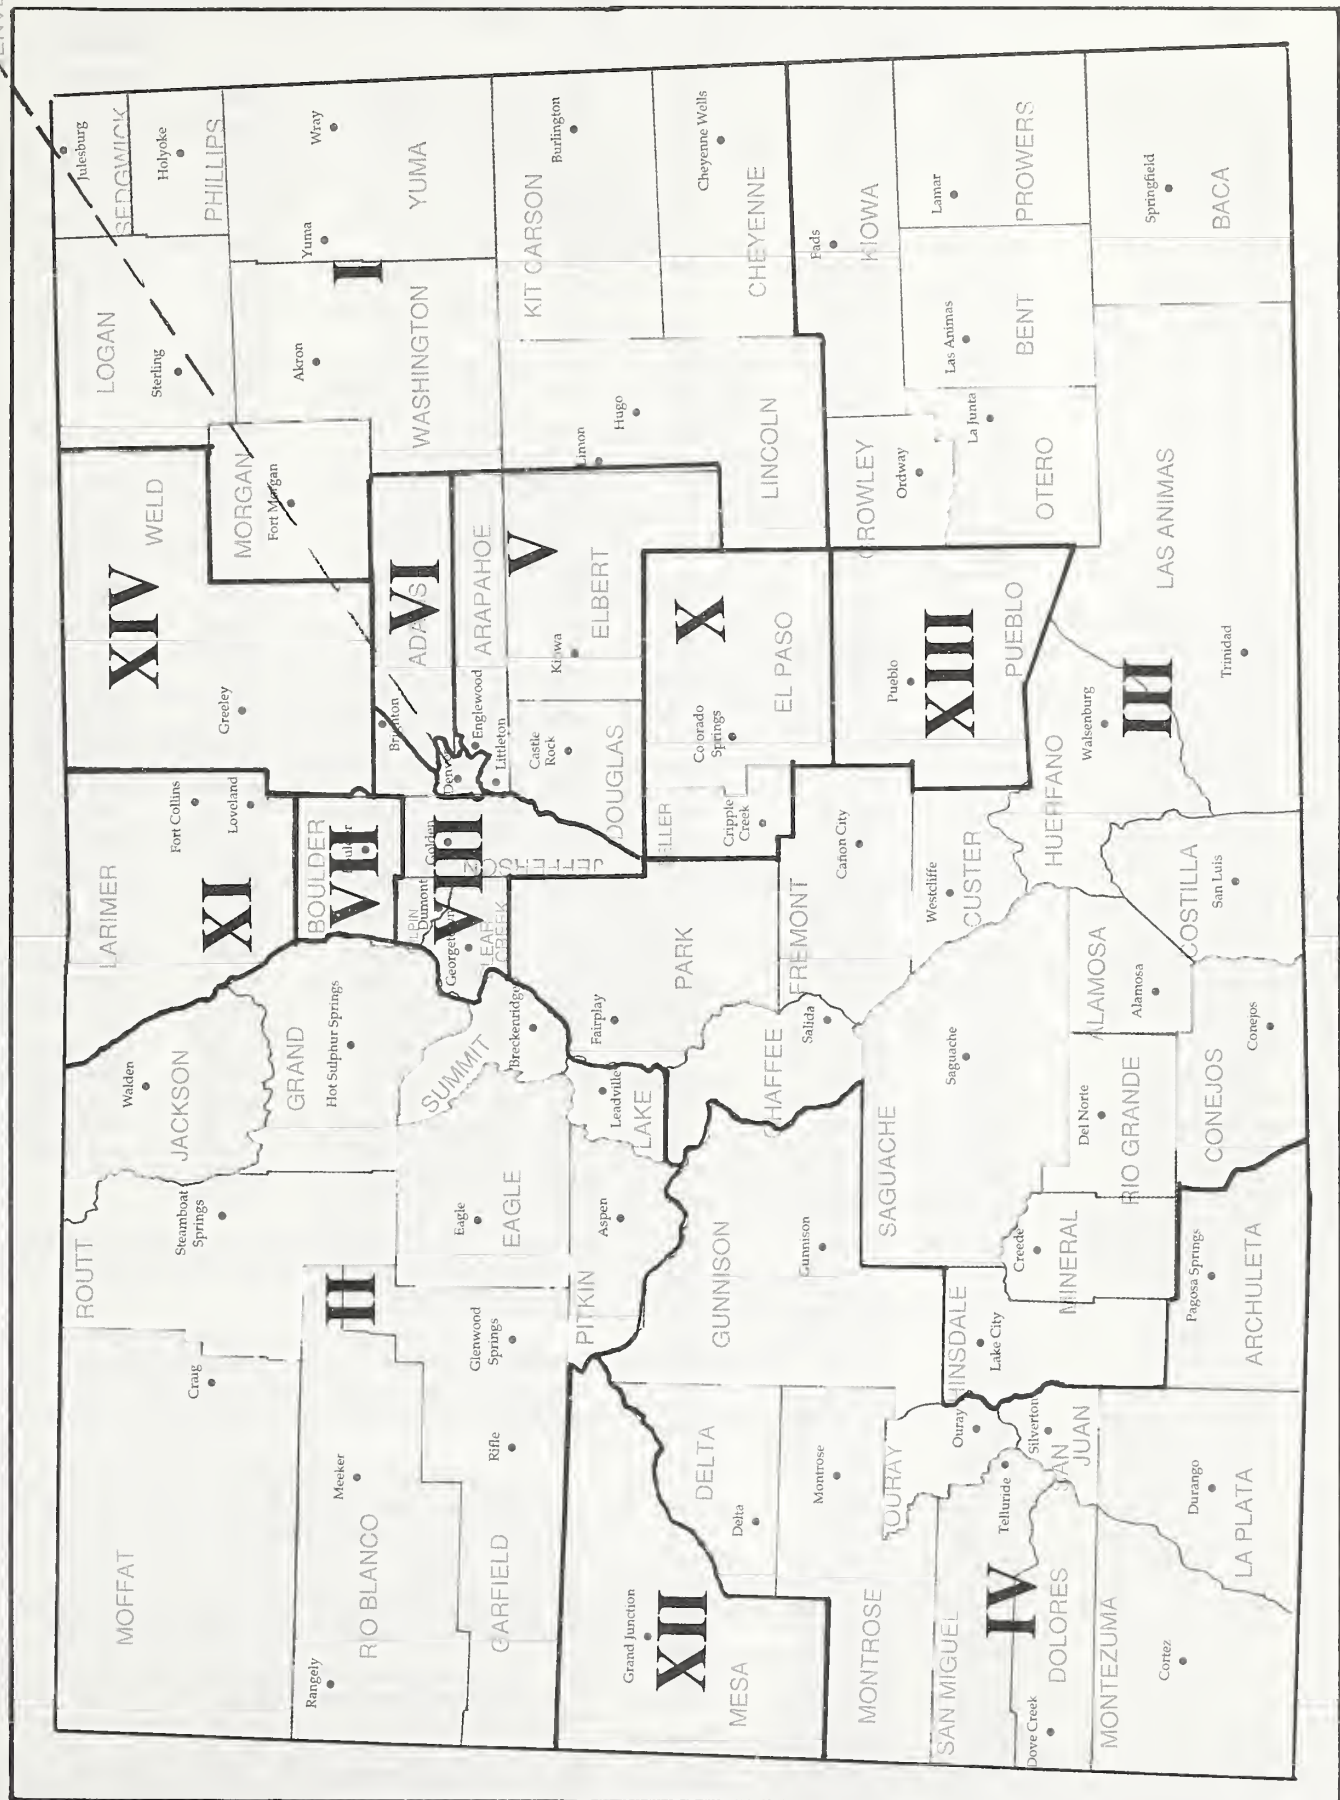 MOFFAT
Craig
ROUTT
Steamboat
Springs
JACKSON
Walden
LARIMER
Fort Collins
Loveland
XI
WELD
XIV
Greeley
LOGAN
Sterling
SEDGWICK
Julesburg
PHILLIPS
Holyoke
RIO BLANCO
Rangely
Meeker
II
GRAND
Hot Sulphur Springs
BOULDER
VII
MORGAN
Fort Morgan
WASHINGTON
Akron
I
YUMA
Yuma
Wray
GARFIELD
Rifle
Glenwood
Springs
EAGLE
Eagle
SUMMIT
Breckenridge
Dumont
Georgetown
CREEK
VIII
Golden
JEFFERSON
Denver
Brighton
ADAMS
VI
ARAPAHOE
Englewood
Littleton
V
MESA
Grand Junction
XII
PITKIN
Aspen
LAKE
Leadville
PARK
Fairplay
DOUGLAS
Castle
Rock
ELBERT
Kiowa
LINCOLN
Limon
Hugo
KIT CARSON
Burlington
CHEYENNE
Cheyenne Wells
DELTA
Delta
GUNNISON
Gunnison
Cripple
Creek
EL PASO
Colorado
Springs
X
MONTROSE
Montrose
OURAY
Ouray
Salida
FREMONT
Cañon City
PUEBLO
Pueblo
XIII
Ordway
KIOWA
Eads
SAN MIGUEL
Telluride
HINSDALE
Lake City
SAGUACHE
Saguache
CUSTER
Westcliffe
OTERO
La Junta
BENT
Las Animas
PROWERS
Lamar
DOLORES
Dove Creek
IV
SAN
JUAN
Silverton
MINERAL
Creede
RIO GRANDE
Del Norte
ALAMOSA
Alamosa
HUERFANO
Walsenburg
III
LAS ANIMAS
Trinidad
BACA
Springfield
MONTEZUMA
Cortez
LA PLATA
Durango
ARCHULETA
Pagosa Springs
CONEJOS
Conejos
COSTILLA
San Luis